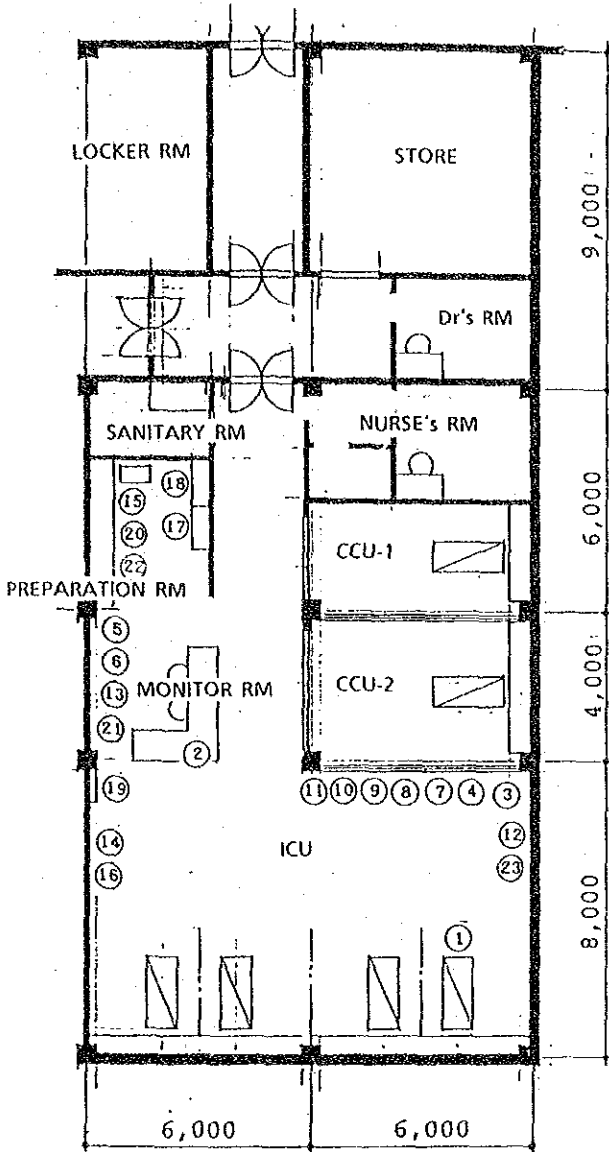 LOCKER RM
STORE
9,000
Dr's RM
SANITARY RM
NURSE's RM
18
15
17
20
22
CCU-1
6,000
PREPARATION RM
5
6
13
MONITOR RM
CCU-2
4,000
21
2
19
11 10 9 8 7 4 3
14
ICU
12
16
23
8,000
1
6,000
6,000